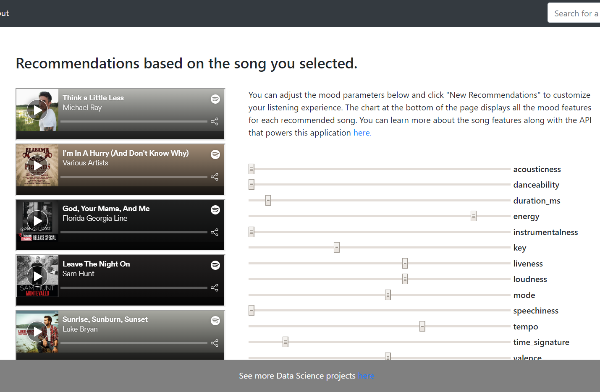 out
Search for a
Recommendations based on the song you selected.
Think a Little Less
Michael Ray
I'm In A Hurry (And Don't Know Why)
Various Artists
God, Your Mama, And Me
Florida Georgia Line
Leave The Night On
Sam Hunt
Sunrise, Sunburn, Sunset
Luke Bryan
You can adjust the mood parameters below and click "New Recommendations" to customize
your listening experience. The chart at the bottom of the page displays all the mood features
for each recommended song. You can learn more about the song features along with the API
that powers this application here.
acousticness
danceability
duration_ms
energy
instrumentalness
key
liveness
loudness
mode
speechiness
tempo
time_signature
valence
See more Data Science projects here